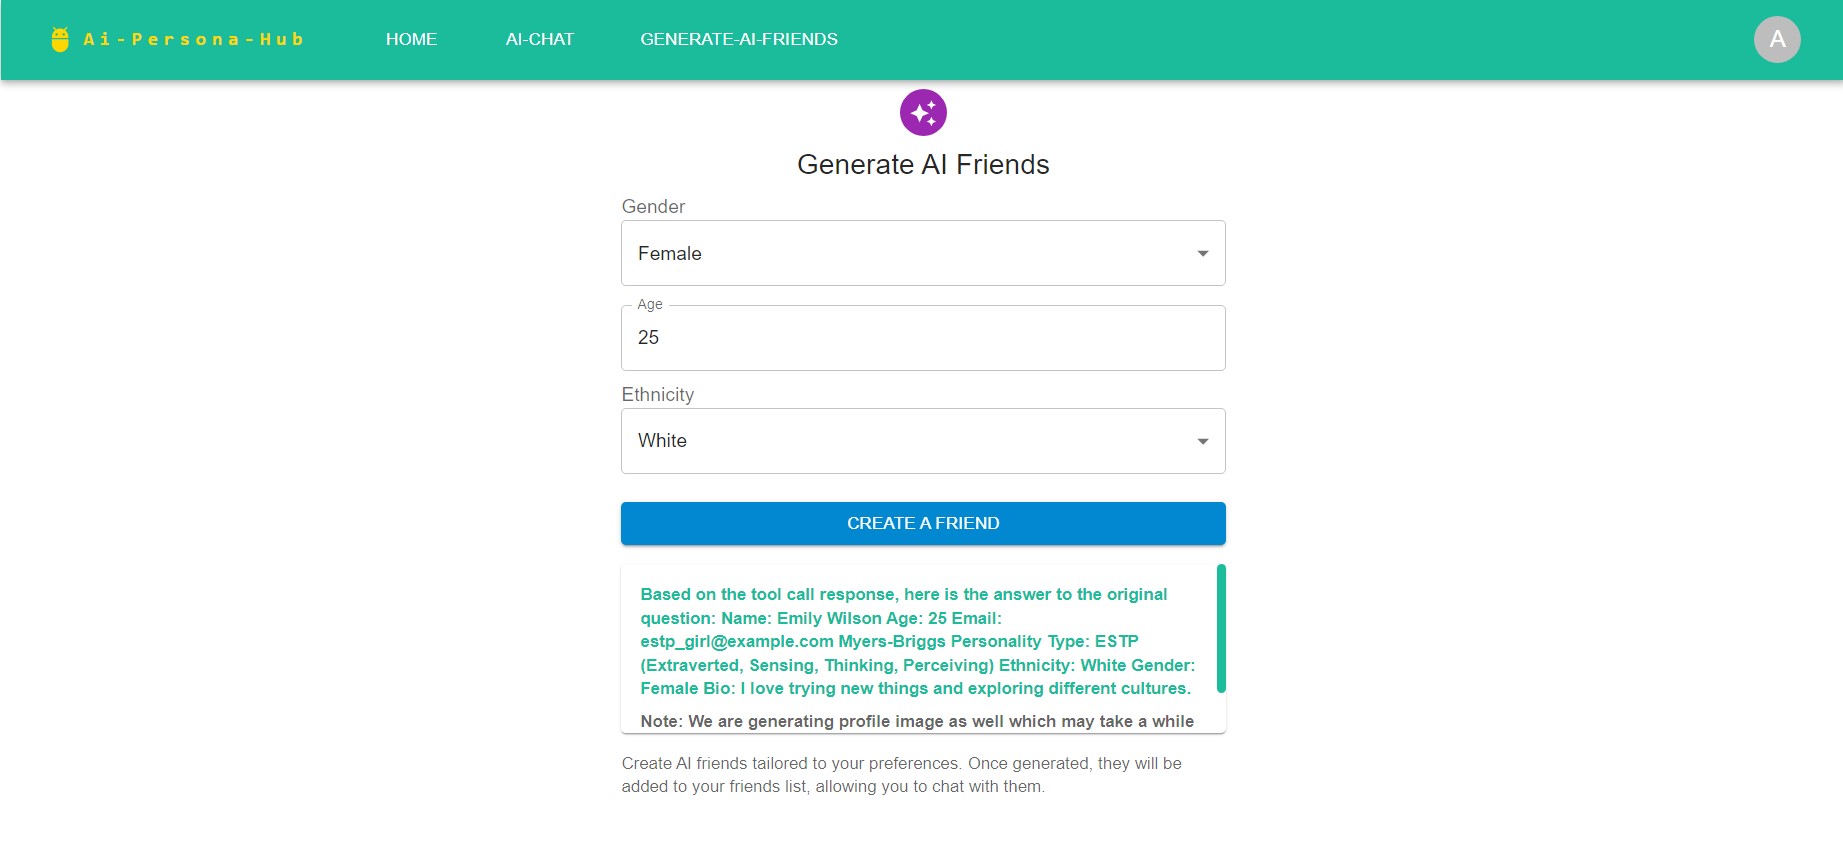 Ai-Persona-Hub HOME AI-CHAT GENERATE-AI-FRIENDS A
Generate AI Friends
Gender
Female
Age
25
Ethnicity
White
CREATE A FRIEND
Based on the tool call response, here is the answer to the original
question: Name: Emily Wilson Age: 25 Email:
estp_girl@example.com Myers-Briggs Personality Type: ESTP
(Extraverted, Sensing, Thinking, Perceiving) Ethnicity: White Gender:
Female Bio: I love trying new things and exploring different cultures.
Note: We are generating profile image as well which may take a while
Create AI friends tailored to your preferences. Once generated, they will be
added to your friends list, allowing you to chat with them.